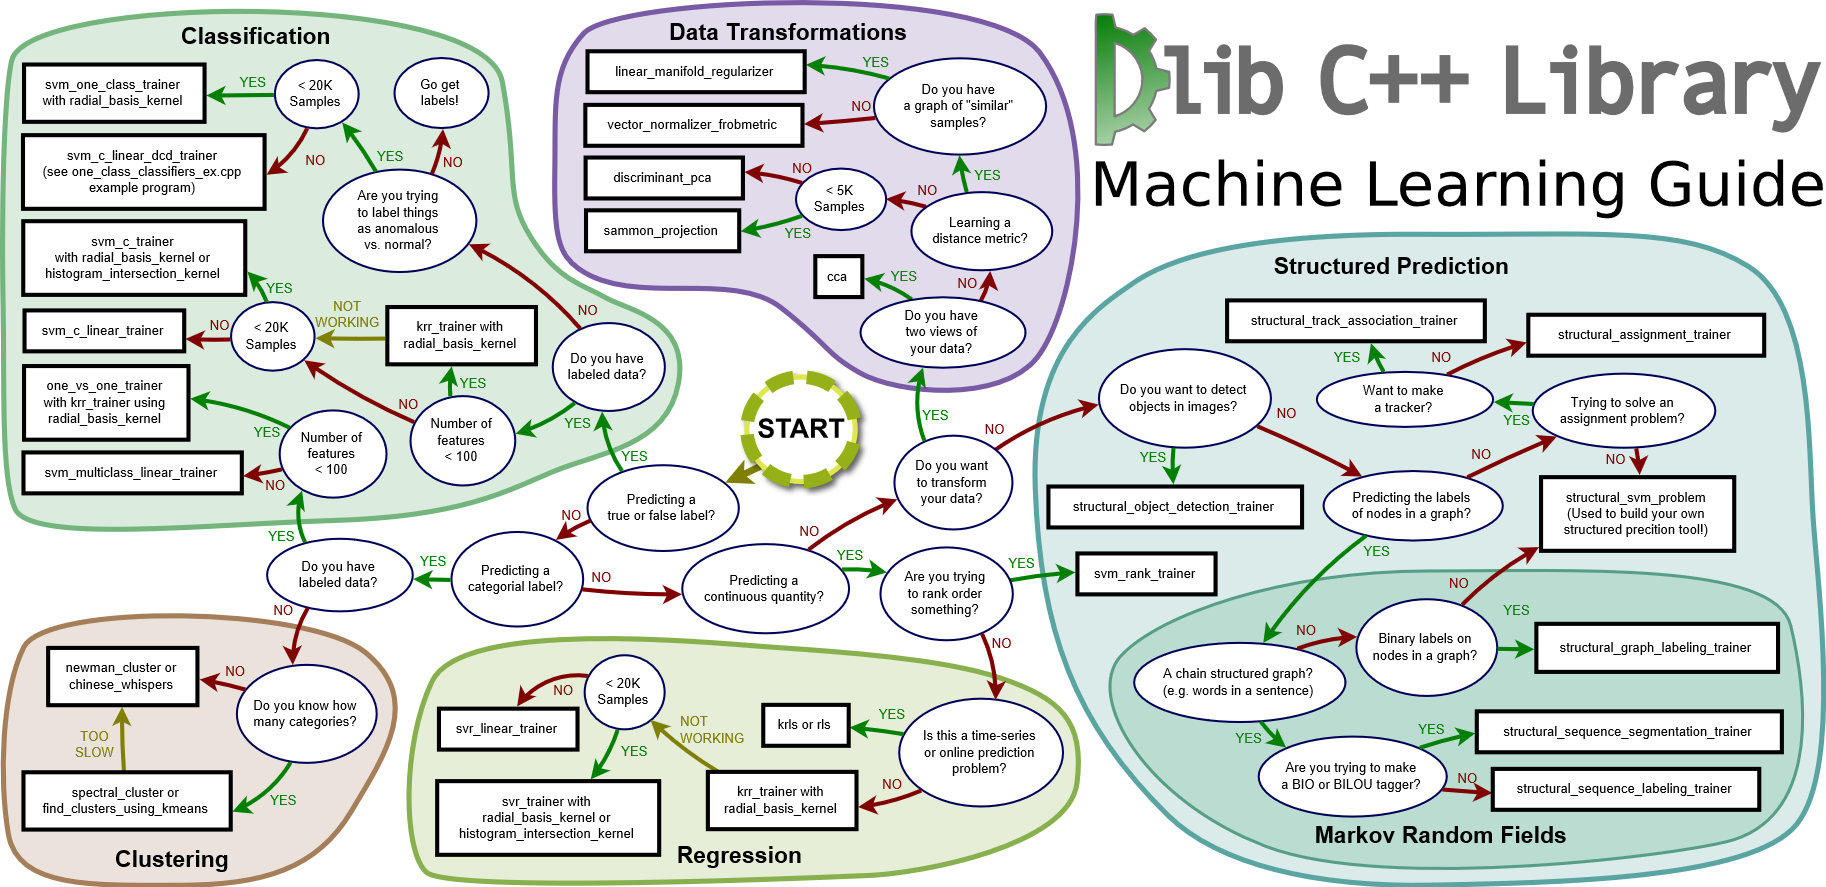 Classification
svm_one_class_trainer
with radial_basis_kernel
YES
< 20K
Samples
Go get
labels!
NO
svm_c_linear_dcd_trainer
(see one_class_classifiers_ex.cpp
example program)
YES
NO
Are you trying
to label things
as anomalous
vs. normal?
svm_c_trainer
with radial_basis_kernel or
histogram_intersection_kernel
YES
NOT
WORKING
NO
svm_c_linear_trainer
NO
< 20K
Samples
krr_trainer with
radial_basis_kernel
Do you have
labeled data?
one_vs_one_trainer
with krr_trainer using
radial_basis_kernel
YES
NO
YES
YES
Number of
features
< 100
Number of
features
< 100
svm_multiclass_linear_trainer
NO
YES
YES
Data Transformations
linear_manifold_regularizer
YES
Do you have
a graph of "similar"
samples?
vector_normalizer_frobmetric
NO
discriminant_pca
NO
YES
< 5K
Samples
NO
Learning a
distance metric?
sammon_projection
YES
cca
YES
NO
Do you have
two views of
your data?
Dlib C++ Library
Machine Learning Guide
START
YES
NO
Predicting a
true or false label?
NO
Do you want
to transform
your data?
Do you have
labeled data?
YES
Predicting a
categorial label?
NO
Predicting a
continuous quantity?
NO
YES
Are you trying
to rank order
something?
YES
svm_rank_trainer
NO
NO
Structured Prediction
structural_track_association_trainer
structural_assignment_trainer
YES
NO
Do you want to detect
objects in images?
Want to make
a tracker?
Trying to solve an
assignment problem?
NO
YES
YES
NO
NO
structural_object_detection_trainer
Predicting the labels
of nodes in a graph?
structural_svm_problem
(Used to build your own
structured precition tool!)
YES
NO
Binary labels on
nodes in a graph?
YES
structural_graph_labeling_trainer
NO
A chain structured graph?
(e.g. words in a sentence)
YES
Are you trying to make
a BIO or BILOU tagger?
YES
structural_sequence_segmentation_trainer
NO
structural_sequence_labeling_trainer
Markov Random Fields
newman_cluster or
chinese_whispers
NO
Do you know how
many categories?
TOO
SLOW
spectral_cluster or
find_clusters_using_kmeans
YES
Clustering
svr_linear_trainer
NO
< 20K
Samples
NOT
WORKING
krls or rls
YES
Is this a time-series
or online prediction
problem?
YES
svr_trainer with
radial_basis_kernel or
histogram_intersection_kernel
krr_trainer with
radial_basis_kernel
NO
Regression